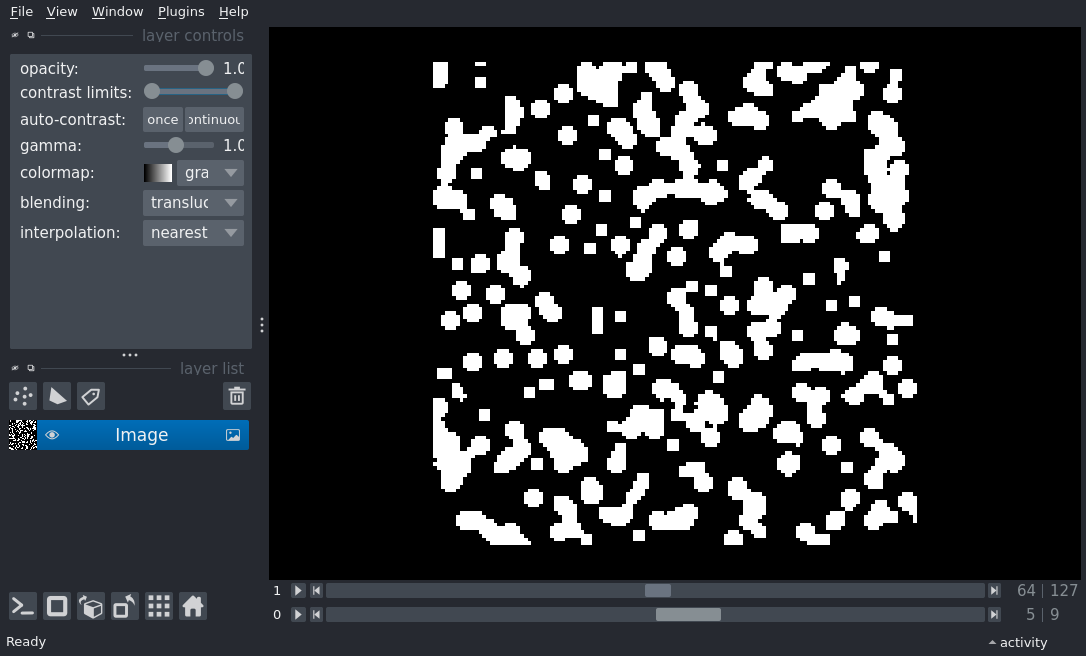 File View Window Plugins Help
layer controls
opacity: 1.0
contrast limits:
auto-contrast: once ontinuou
gamma: 1.0
colormap: gra
blending: transluc
interpolation: nearest
layer list
Image
1 64 127
0 5 9
Ready activity